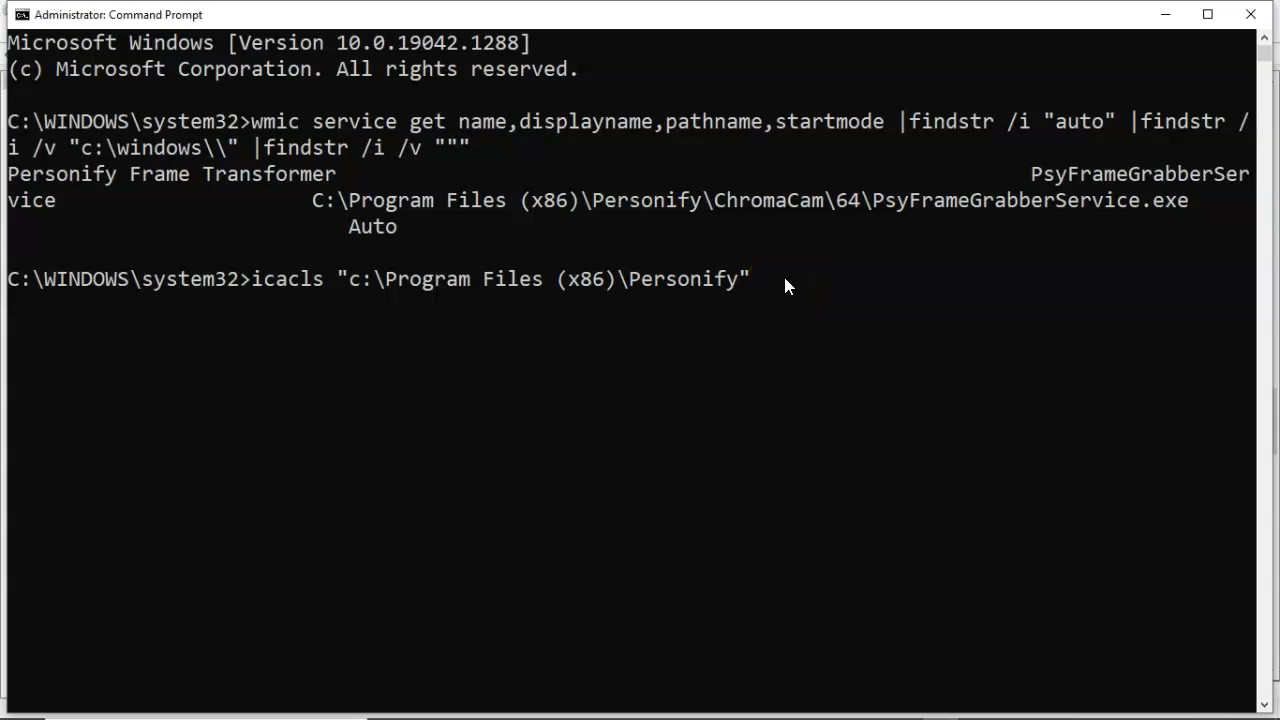 Administrator: Command Prompt
Microsoft Windows [Version 10.0.19042.1288]
(c) Microsoft Corporation. All rights reserved.
C:\WINDOWS\system32>wmic service get name,displayname,pathname,startmode |findstr /i "auto" |findstr /
i /v "c:\windows\\" |findstr /i /v """
Personify Frame Transformer PsyFrameGrabberSer
vice C:\Program Files (x86)\Personify\ChromaCam\64\PsyFrameGrabberService.exe
Auto
C:\WINDOWS\system32>icacls "c:\Program Files (x86)\Personify"